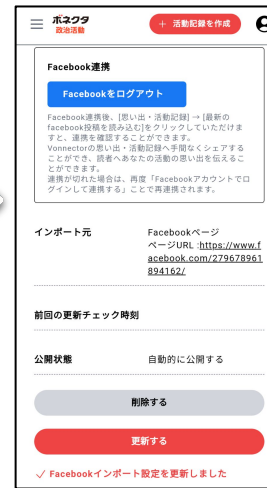 ボネクタ
政治活動
+ 活動記録を作成
Facebook連携
Facebookをログアウト
Facebook連携後、[思い出・活動記録] → [最新の
facebook投稿を読み込む]をクリックしていただけま
すと、連携を確認することができます。
Vonnectorの思い出・活動記録へ手間なくシェアする
ことができ、読者へあなたの活動の思い出を伝えるこ
とができます。
連携が切れた場合は、再度「Facebookアカウントでロ
グインして連携する」ことで再連携されます。
インポート元
Facebookページ
ページURL :https://www.f
acebook.com/279678961
894162/
前回の更新チェック時刻
公開状態
自動的に公開する
削除する
更新する
✓ Facebookインポート設定を更新しました